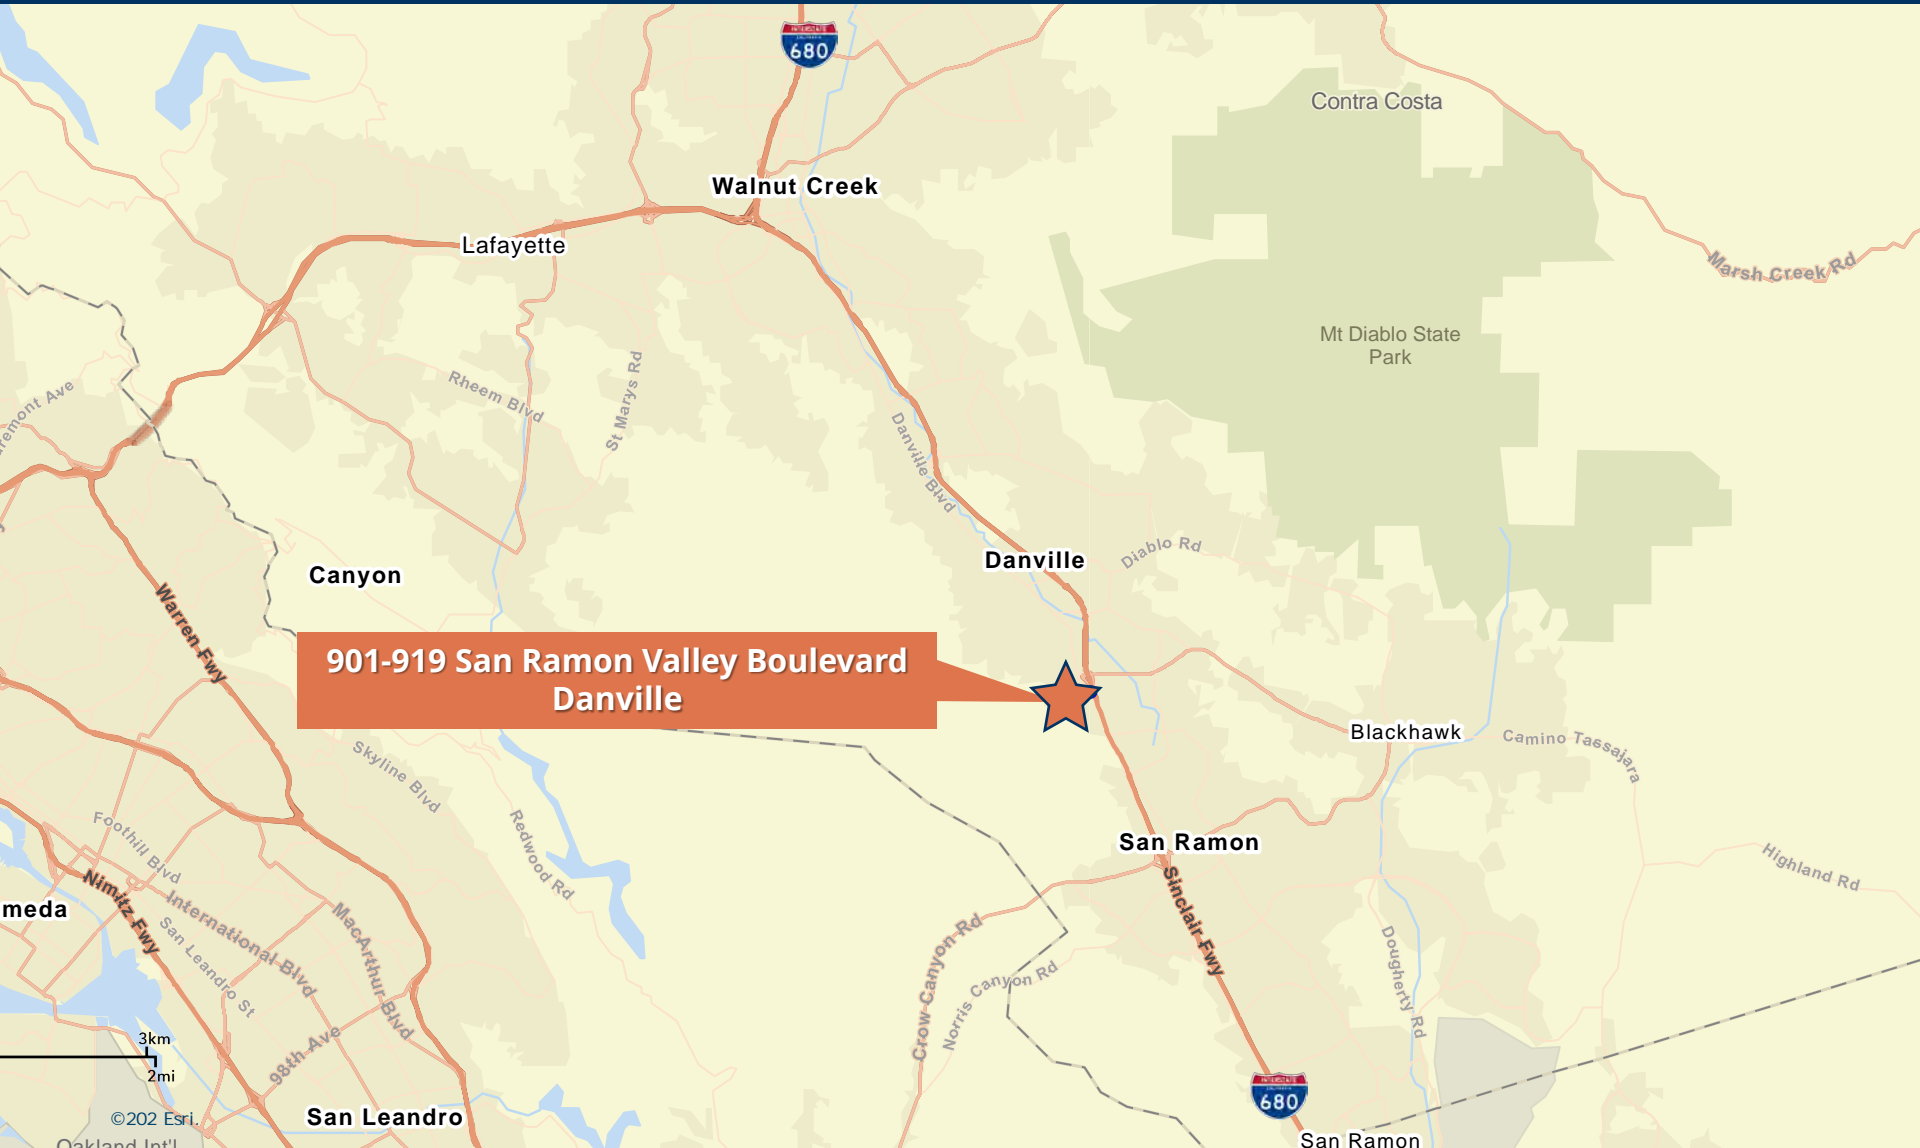 INTERSTATE
CALIFORNIA
680
Contra Costa
Walnut Creek
Lafayette
Marsh Creek Rd
Mt Diablo State
Park
Rheem Blvd
St Marys Rd
Danville Blvd
Danville
Diablo Rd
Canyon
Warren Fwy
901-919 San Ramon Valley Boulevard
Danville
Blackhawk
Camino Tassajara
Skyline Blvd
Redwood Rd
Foothill Blvd
San Ramon
Highland Rd
Nimitz Fwy
meda
International Blvd
San Leandro St
MacArthur Blvd
Sinclair Fwy
Crow Canyon Rd
Norris Canyon Rd
Dougherty Rd
98th Ave
3km
2mi
©202 Esri.
San Leandro
INTERSTATE
CALIFORNIA
680
San Ramon
Oakland Int'l